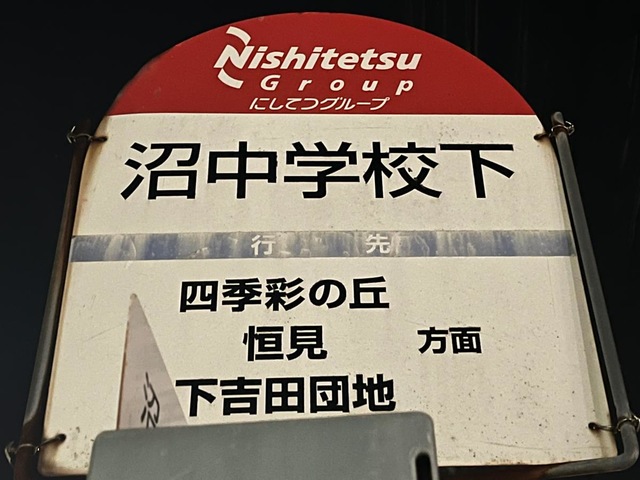 Nishitetsu
Group
にしてつグループ
沼中学校下
行先
四季彩の丘
恒見 方面
下吉田団地